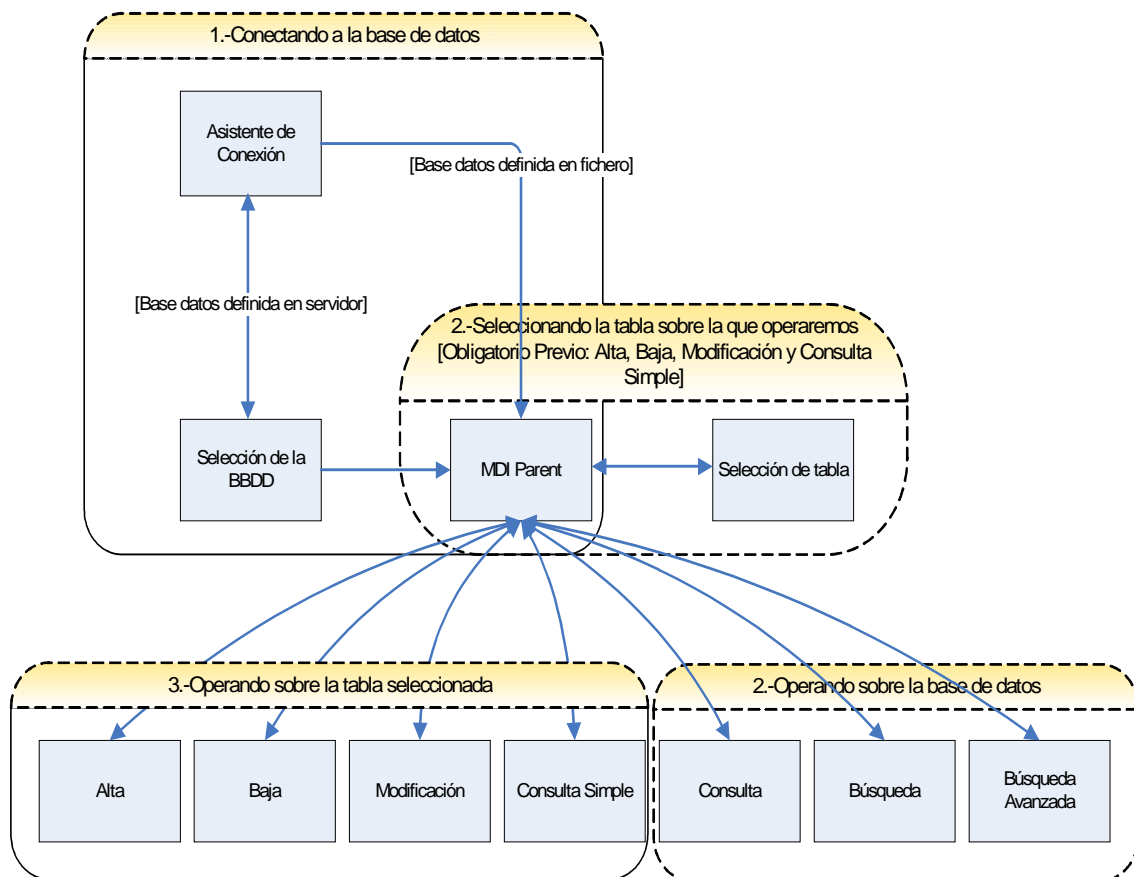 1.-Conectando a la base de datos
Asistente de
Conexión
[Base datos definida en fichero]
[Base datos definida en servidor]
2.-Seleccionando la tabla sobre la que operaremos
[Obligatorio Previo: Alta, Baja, Modificación y Consulta
Simple]
Selección de la
BBDD
MDI Parent
Selección de tabla
3.-Operando sobre la tabla seleccionada
2.-Operando sobre la base de datos
Alta
Baja
Modificación
Consulta Simple
Consulta
Búsqueda
Búsqueda
Avanzada